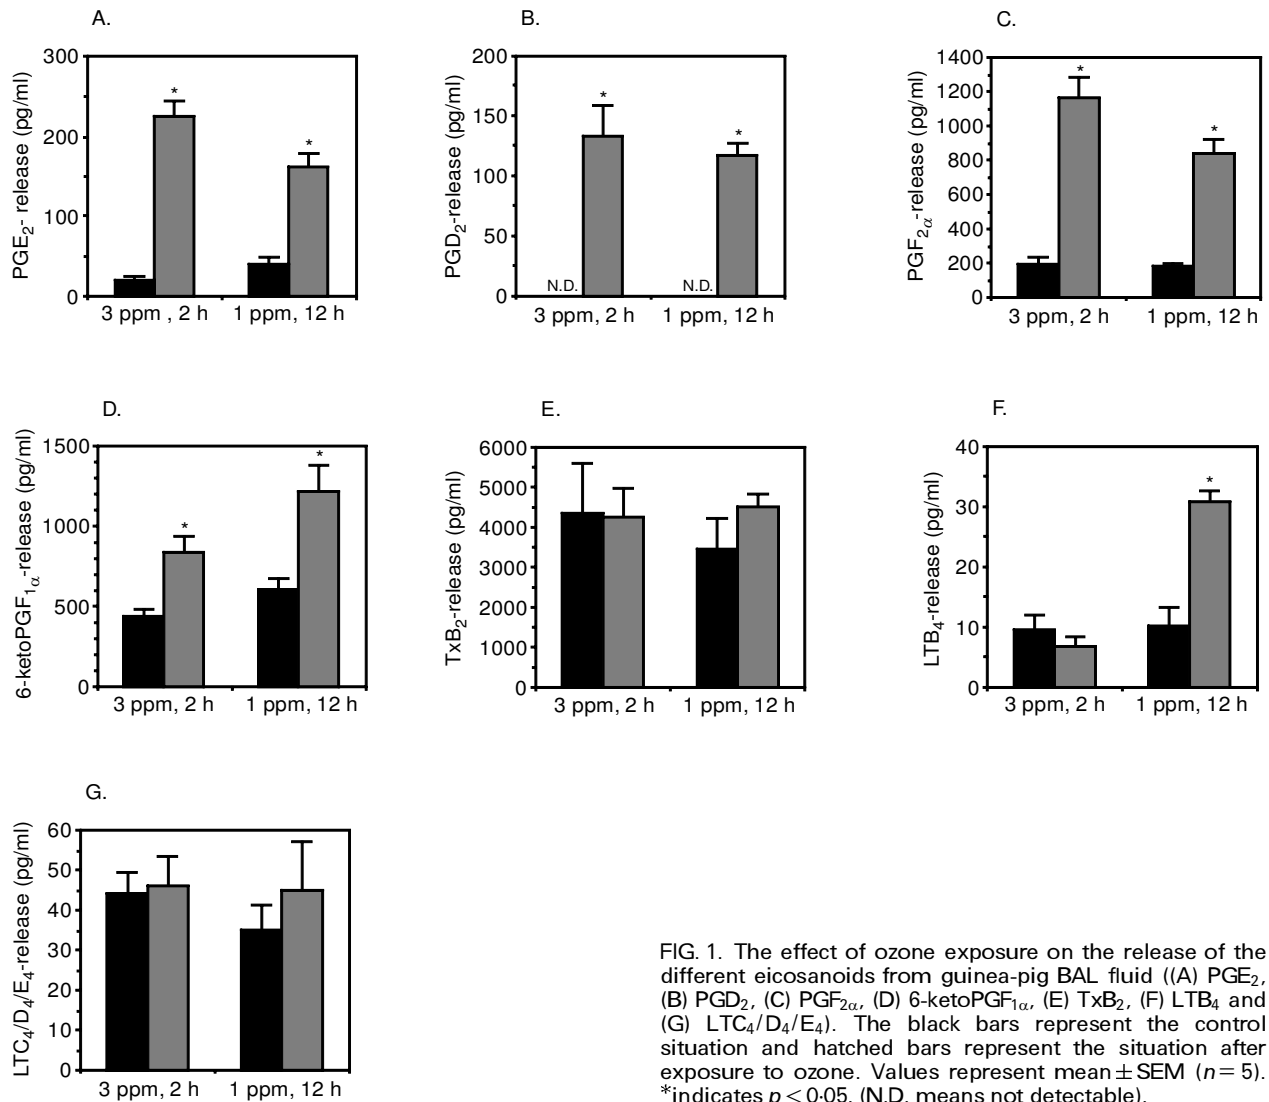 A.
PGE2- release (pg/ml)
300
200
100
0
*
*
3 ppm , 2 h
1 ppm, 12 h
B.
PGD2-release (pg/ml)
200
150
100
50
0
*
*
N.D.
N.D.
3 ppm, 2 h
1 ppm, 12 h
C.
PGF2α-release (pg/ml)
1400
1200
1000
800
600
400
200
0
*
*
3 ppm, 2 h
1 ppm, 12 h
D.
6-ketoPGF1α-release (pg/ml)
1500
1000
500
0
*
*
3 ppm, 2 h
1 ppm, 12 h
E.
TxB2-release (pg/ml)
6000
5000
4000
3000
2000
1000
0
3 ppm, 2 h
1 ppm, 12 h
F.
LTB4-release (pg/ml)
40
30
20
10
0
*
3 ppm, 2 h
1 ppm, 12 h
G.
LTC4/D4/E4-release (pg/ml)
60
50
40
30
20
10
0
3 ppm, 2 h
1 ppm, 12 h
FIG. 1. The effect of ozone exposure on the release of the
different eicosanoids from guinea-pig BAL fluid ((A) PGE2,
(B) PGD2, (C) PGF2α, (D) 6-ketoPGF1α, (E) TxB2, (F) LTB4 and
(G) LTC4/D4/E4). The black bars represent the control
situation and hatched bars represent the situation after
exposure to ozone. Values represent mean ± SEM (n = 5).
*indicates p < 0·05. (N.D. means not detectable).